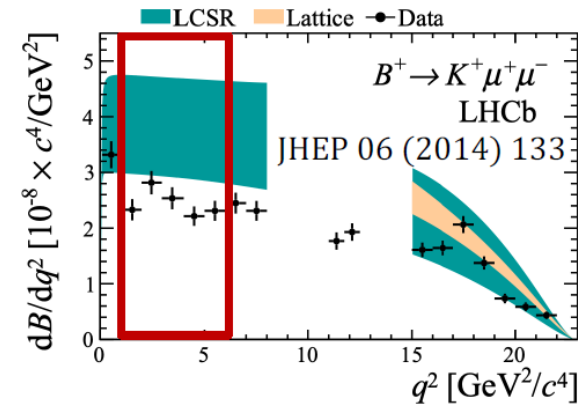 LCSR Lattice Data
B⁺ → K⁺ μ⁺ μ⁻
LHCb
JHEP 06 (2014) 133
dB/dq² [10⁻⁸ × c⁴/GeV²]
5
4
3
2
1
0
0 5 10 15 20
q² [GeV²/c⁴]